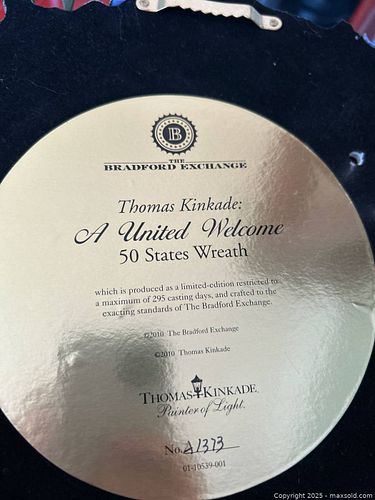 B
THE
BRADFORD EXCHANGE
Thomas Kinkade:
A United Welcome
50 States Wreath
which is produced as a limited-edition restricted to
a maximum of 295 casting days, and crafted to the
exacting standards of The Bradford Exchange.
©2010 The Bradford Exchange
©2010 Thomas Kinkade
THOMAS KINKADE
Painter of Light
No. A1373
01-10539-001
Copyright 2025 - maxsold.com